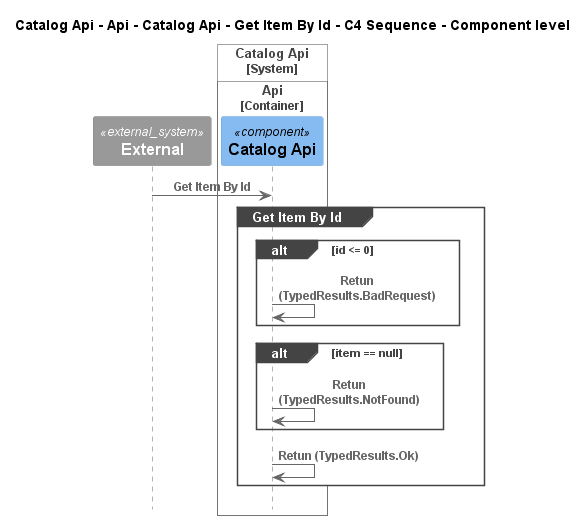 Catalog Api - Api - Catalog Api - Get Item By Id - C4 Sequence - Component level
Catalog Api
[System]
Api
[Container]
«external_system»
External
«component»
Catalog Api
Get Item By Id
Get Item By Id
alt
[id <= 0]
Retun
(TypedResults.BadRequest)
alt
[item == null]
Retun
(TypedResults.NotFound)
Retun (TypedResults.Ok)